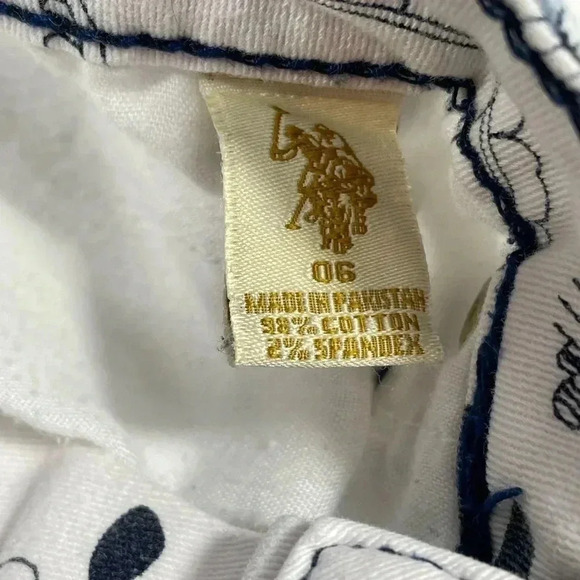 06
MADE IN PAKISTAN
98% COTTON
2% SPANDEX